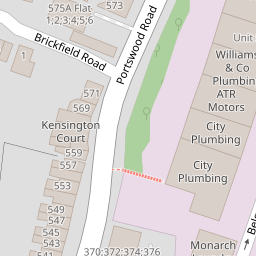 575A Flat
1;2;3;4;5;6
573
Portswood Road
Brickfield Road
1
571
569
Kensington
Court
559
557
553
549
547
545
543
541
370;372;374;376
Unit
Williams
& Co
Plumbing
ATR
Motors
City
Plumbing
City
Plumbing
Monarch